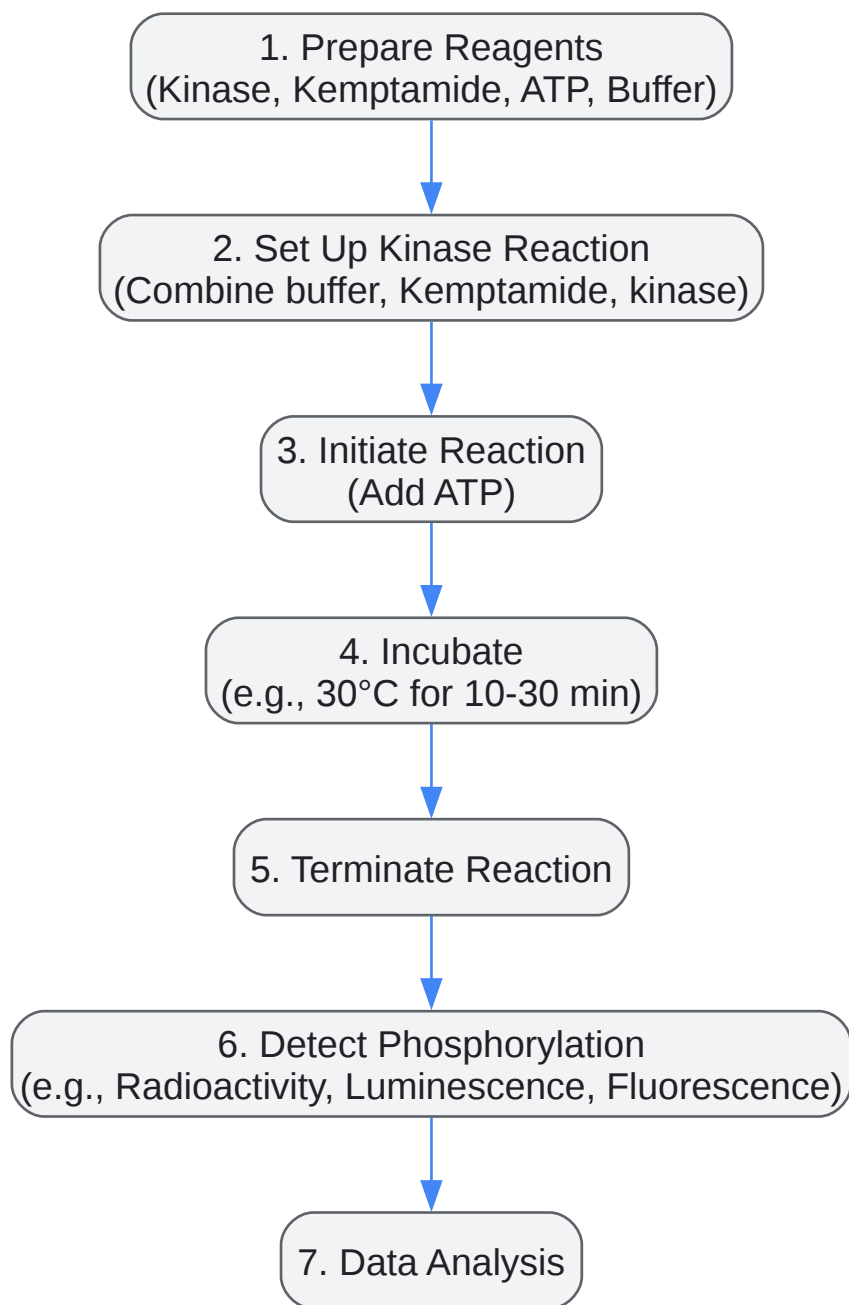 1. Prepare Reagents
(Kinase, Kemptamide, ATP, Buffer)
2. Set Up Kinase Reaction
(Combine buffer, Kemptamide, kinase)
3. Initiate Reaction
(Add ATP)
4. Incubate
(e.g., 30°C for 10-30 min)
5. Terminate Reaction
6. Detect Phosphorylation
(e.g., Radioactivity, Luminescence, Fluorescence)
7. Data Analysis